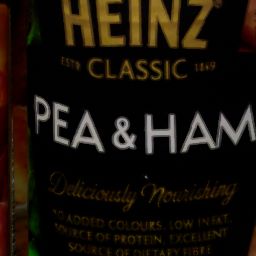 HEINZ®
ESTD CLASSIC 1869
PEA & HAM
Deliciously Nourishing
NO ADDED COLOURS. LOW IN FAT.
SOURCE OF PROTEIN. EXCELLENT
SOURCE OF DIETARY FIBRE